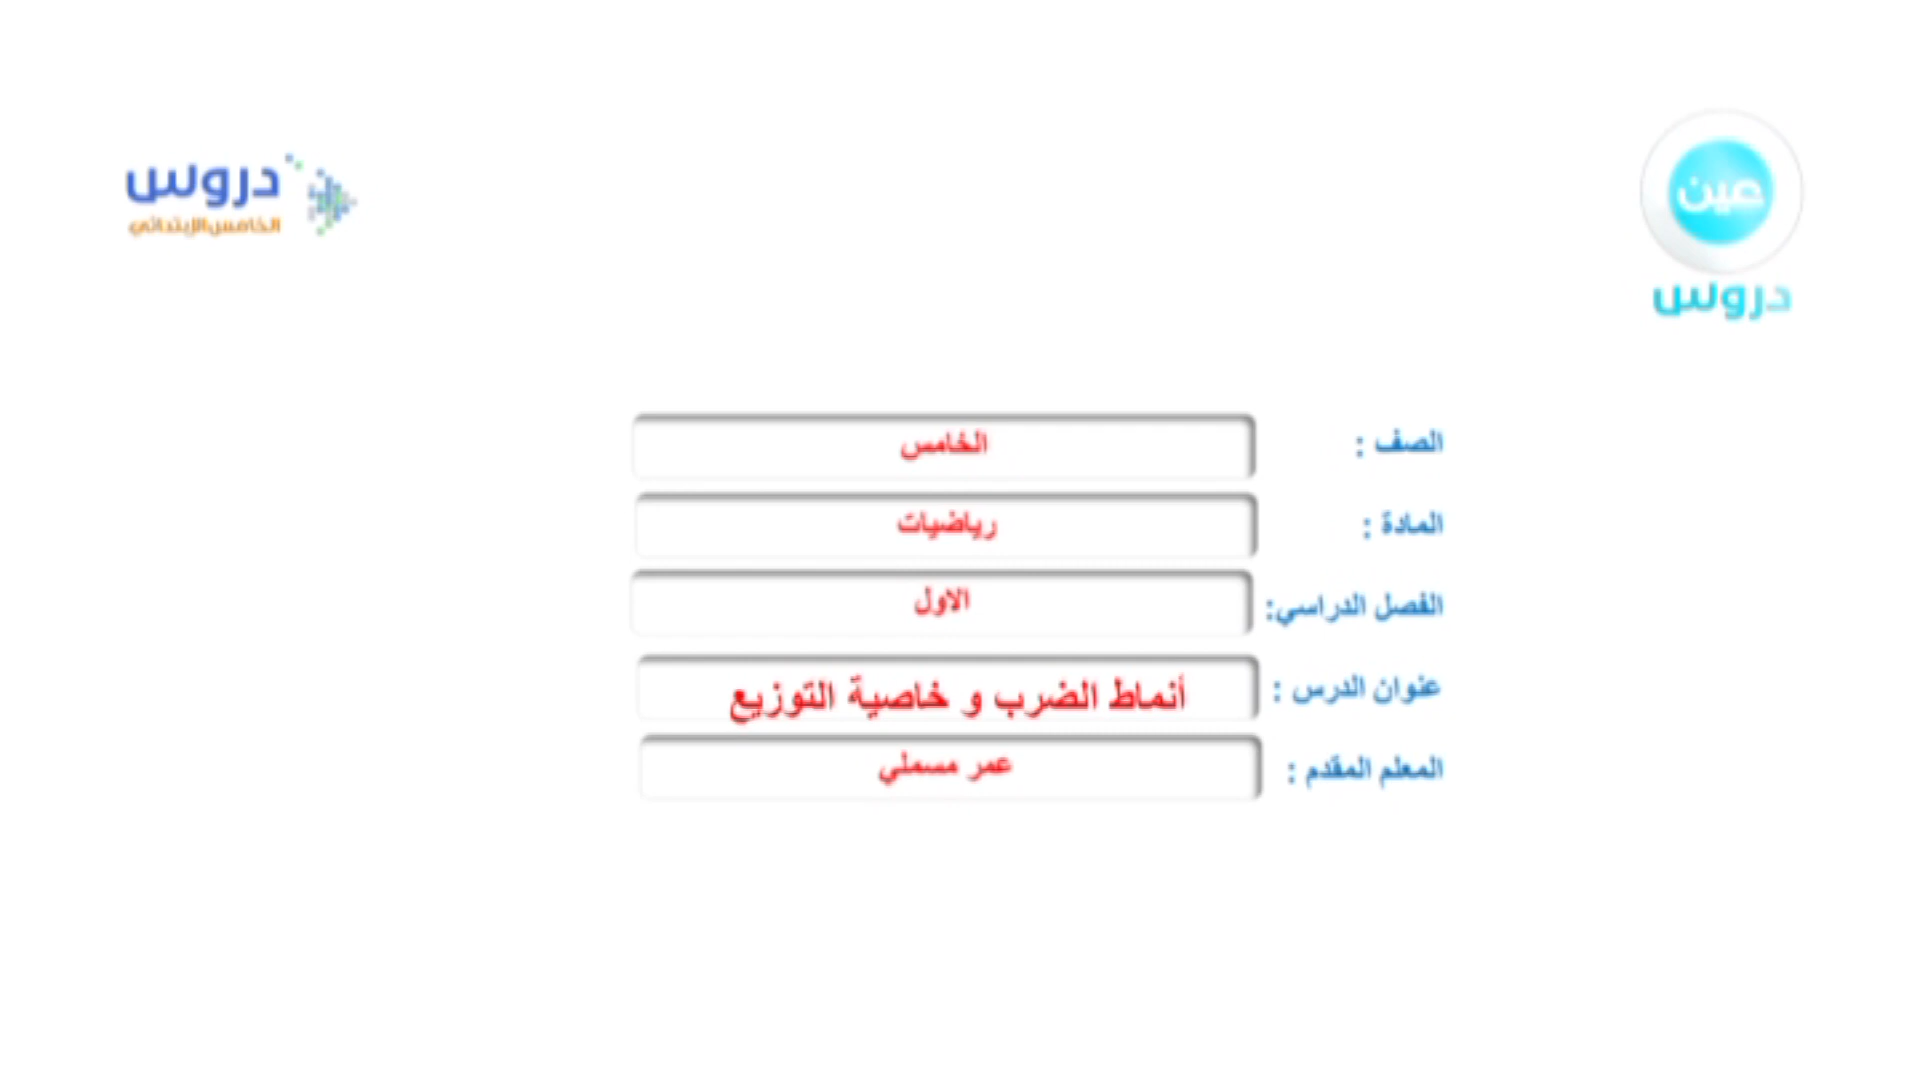 عين
دروس
دروس
الخامس الابتدائي
الصف : الخامس
المادة : رياضيات
الفصل الدراسي: الاول
عنوان الدرس : أنماط الضرب و خاصية التوزيع
المعلم المقدم : عمر مسملي